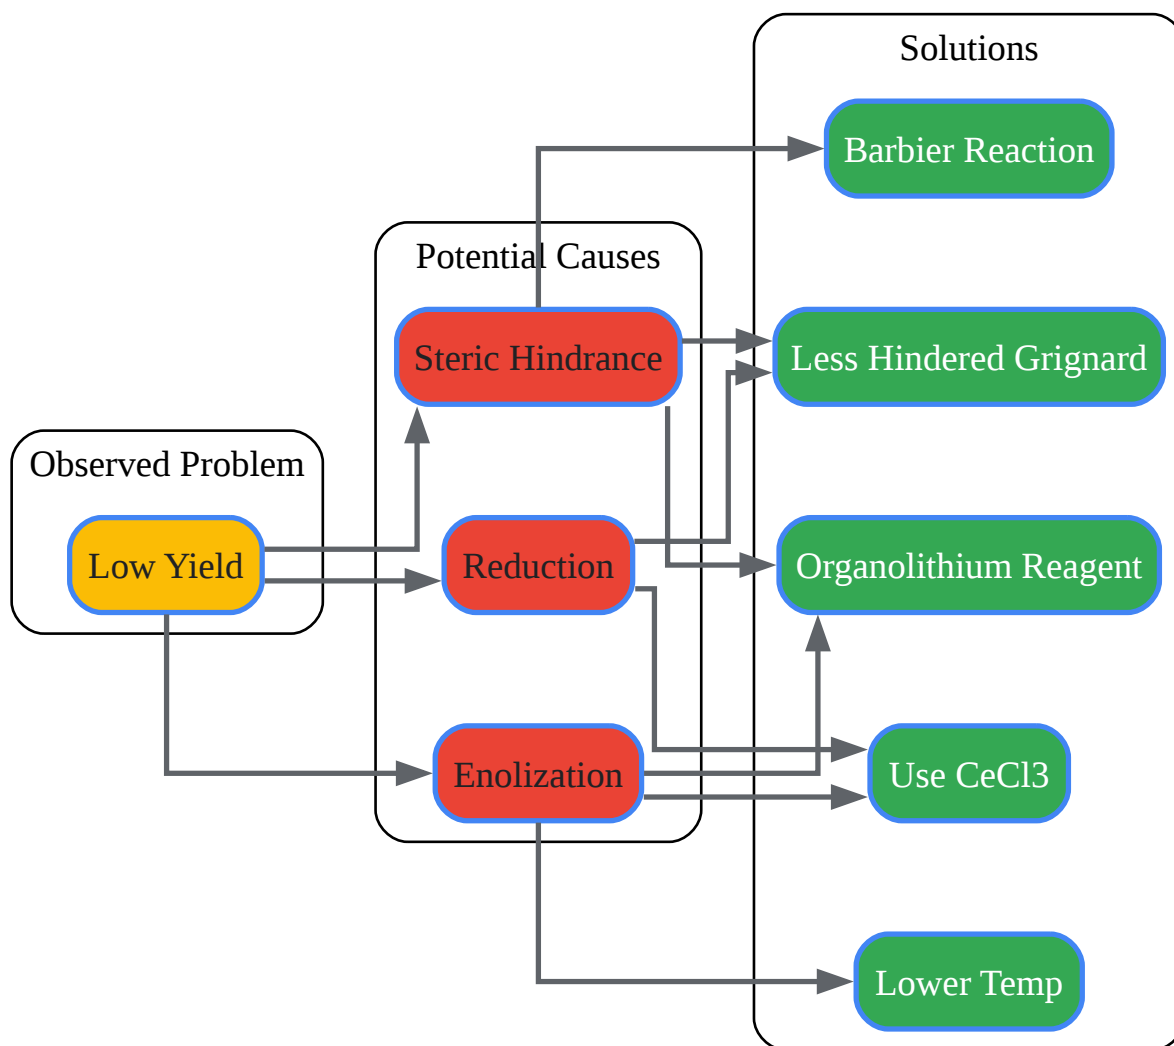 Observed Problem
Low Yield
Potential Causes
Steric Hindrance
Reduction
Enolization
Solutions
Barbier Reaction
Less Hindered Grignard
Organolithium Reagent
Use CeCl3
Lower Temp